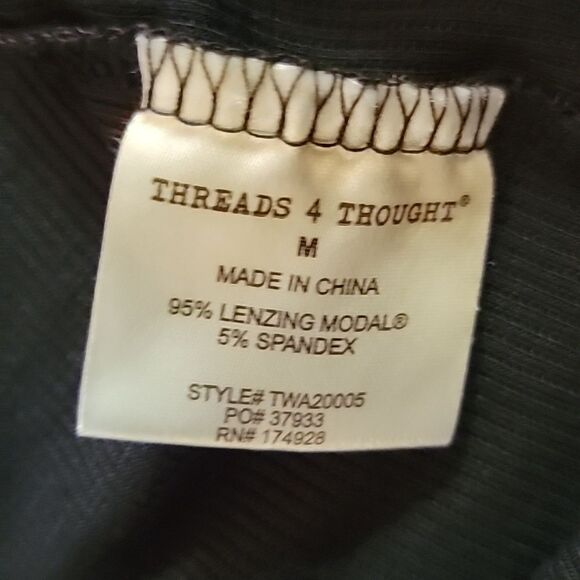 THREADS 4 THOUGHT®
M
MADE IN CHINA
95% LENZING MODAL®
5% SPANDEX
STYLE# TWA20005
PO# 37933
RN# 174928